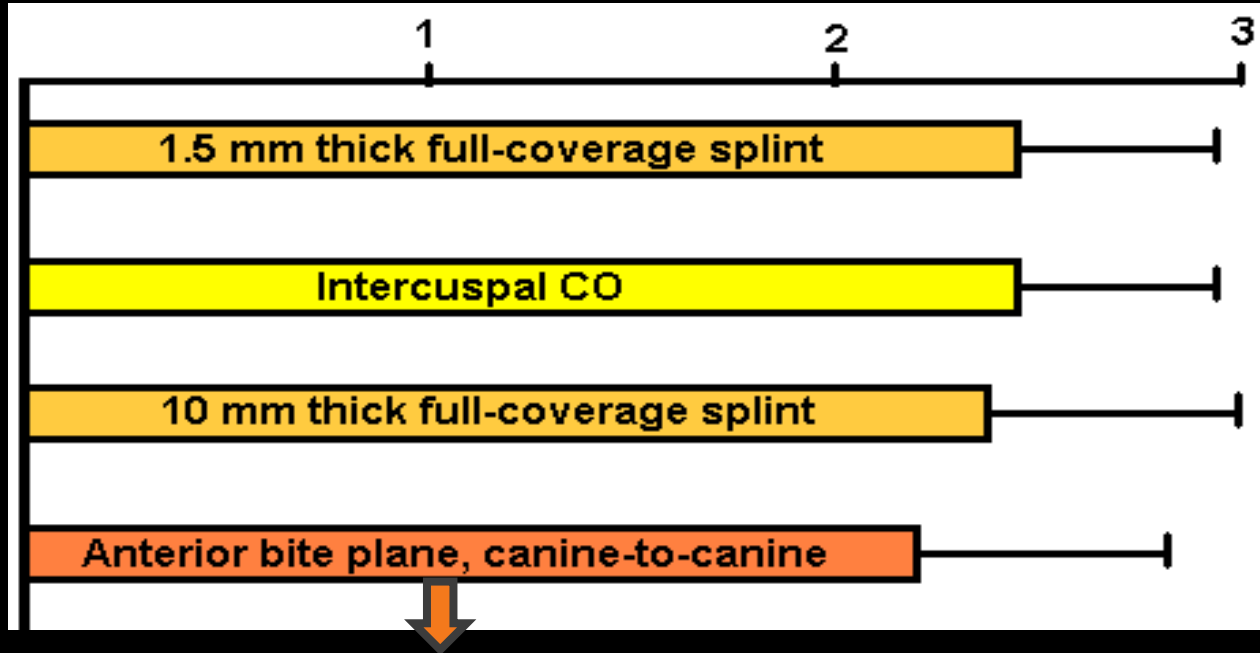 1 2 3
1.5 mm thick full-coverage splint
Intercuspal CO
10 mm thick full-coverage splint
Anterior bite plane, canine-to-canine